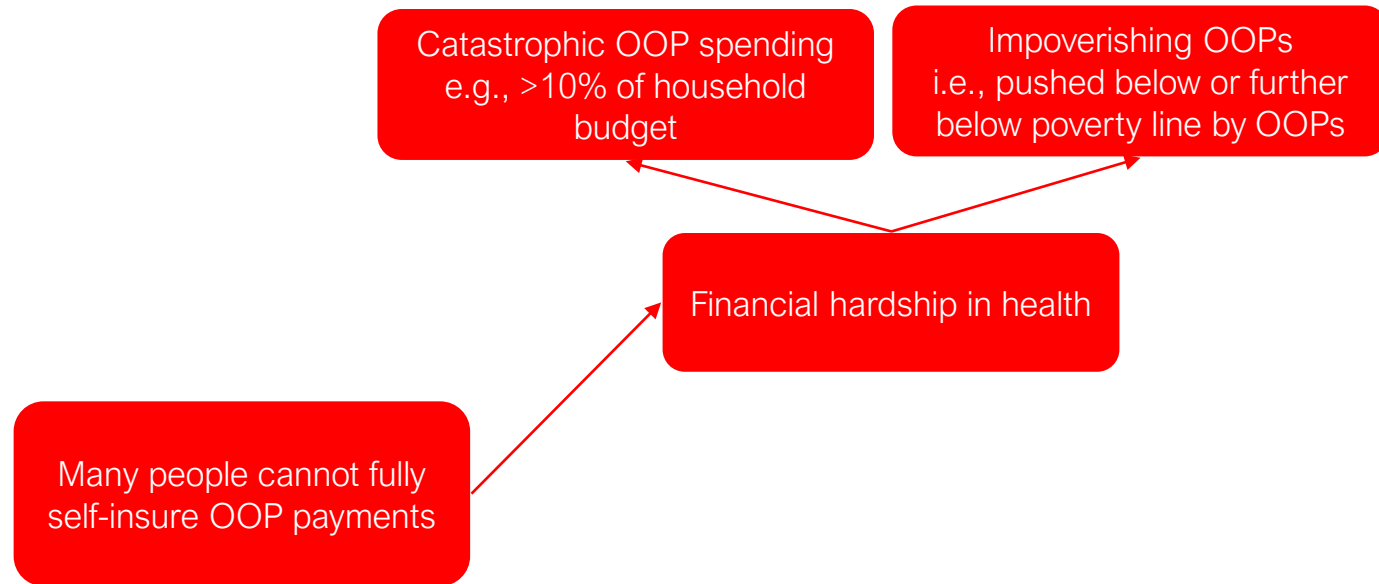 Catastrophic OOP spending
e.g., >10% of household
budget
Impoverishing OOPs
i.e., pushed below or further
below poverty line by OOPs
Financial hardship in health
Many people cannot fully
self-insure OOP payments